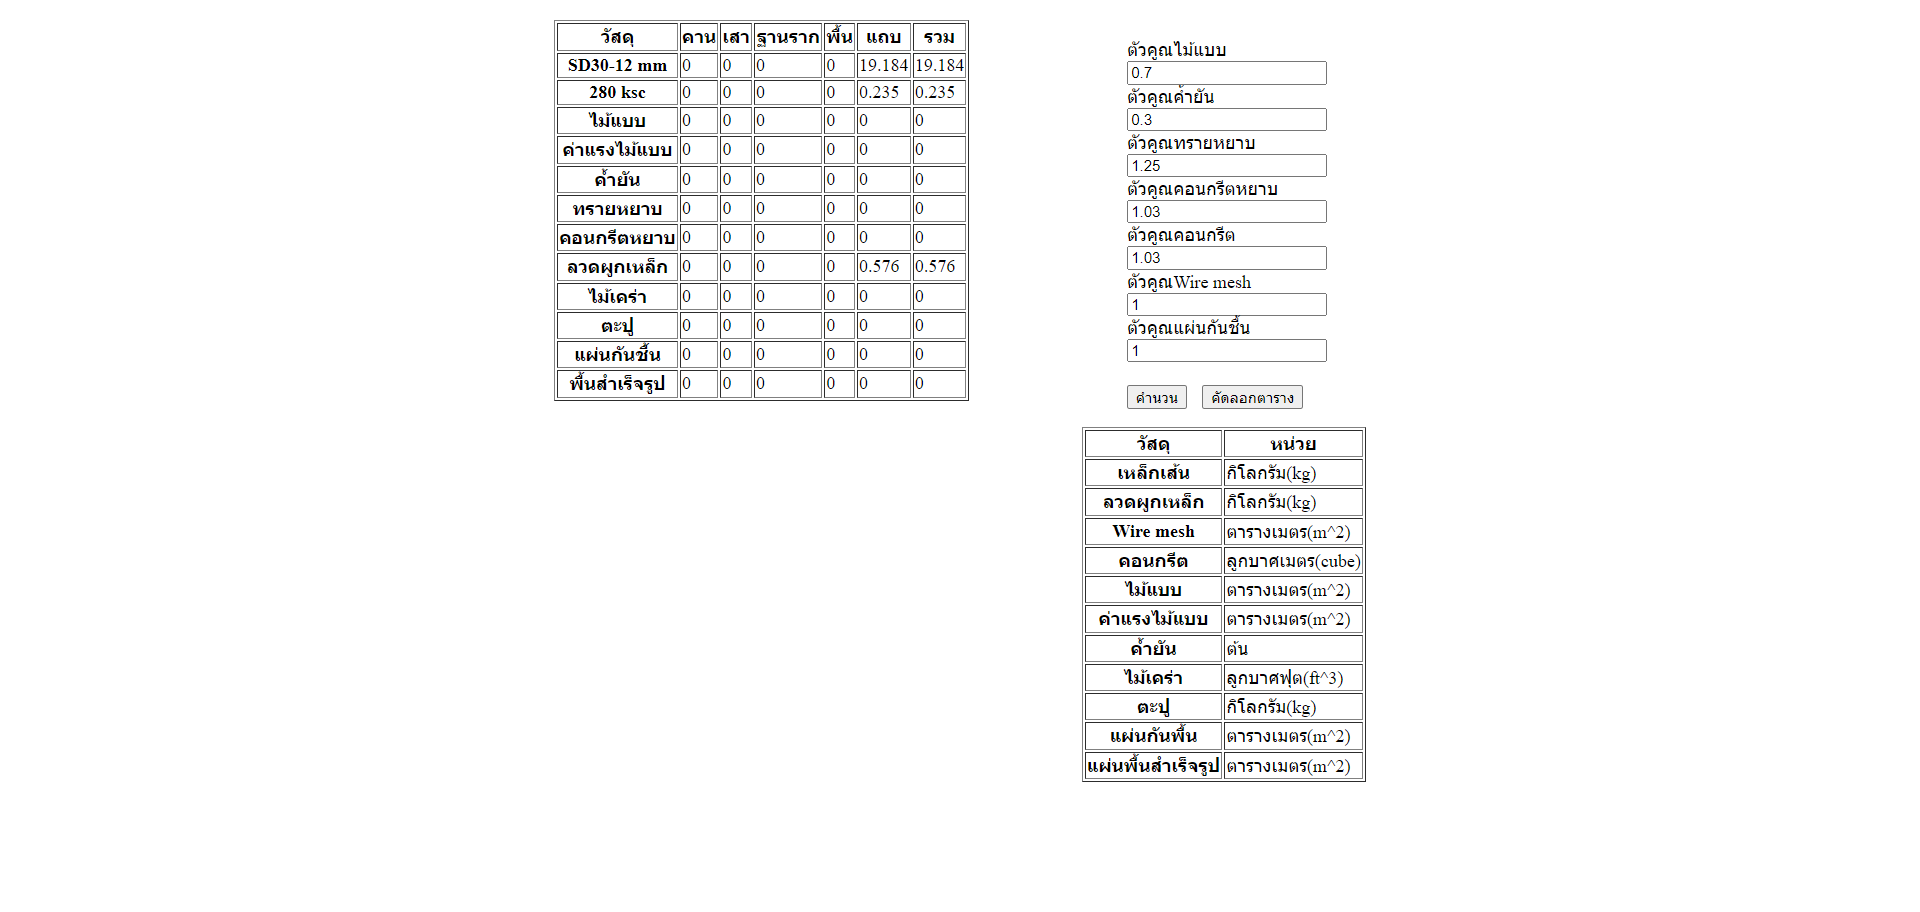 วัสดุ คาน เสา ฐานราก พื้น แถบ รวม
SD30-12 mm 0 0 0 0 19.184 19.184
280 ksc 0 0 0 0 0.235 0.235
ไม้แบบ 0 0 0 0 0 0
ค่าแรงไม้แบบ 0 0 0 0 0 0
ค้ำยัน 0 0 0 0 0 0
ทรายหยาบ 0 0 0 0 0 0
คอนกรีตหยาบ 0 0 0 0 0 0
ลวดผูกเหล็ก 0 0 0 0 0.576 0.576
ไม้เคร่า 0 0 0 0 0 0
ตะปู 0 0 0 0 0 0
แผ่นกันชื้น 0 0 0 0 0 0
พื้นสำเร็จรูป 0 0 0 0 0 0
ตัวคูณไม้แบบ
0.7
ตัวคูณค้ำยัน
0.3
ตัวคูณทรายหยาบ
1.25
ตัวคูณคอนกรีตหยาบ
1.03
ตัวคูณคอนกรีต
1.03
ตัวคูณWire mesh
1
ตัวคูณแผ่นกันชื้น
1
คำนวน คัดลอกตาราง
วัสดุ หน่วย
เหล็กเส้น กิโลกรัม(kg)
ลวดผูกเหล็ก กิโลกรัม(kg)
Wire mesh ตารางเมตร(m^2)
คอนกรีต ลูกบาศเมตร(cube)
ไม้แบบ ตารางเมตร(m^2)
ค่าแรงไม้แบบ ตารางเมตร(m^2)
ค้ำยัน ต้น
ไม้เคร่า ลูกบาศฟุต(ft^3)
ตะปู กิโลกรัม(kg)
แผ่นกันพื้น ตารางเมตร(m^2)
แผ่นพื้นสำเร็จรูป ตารางเมตร(m^2)